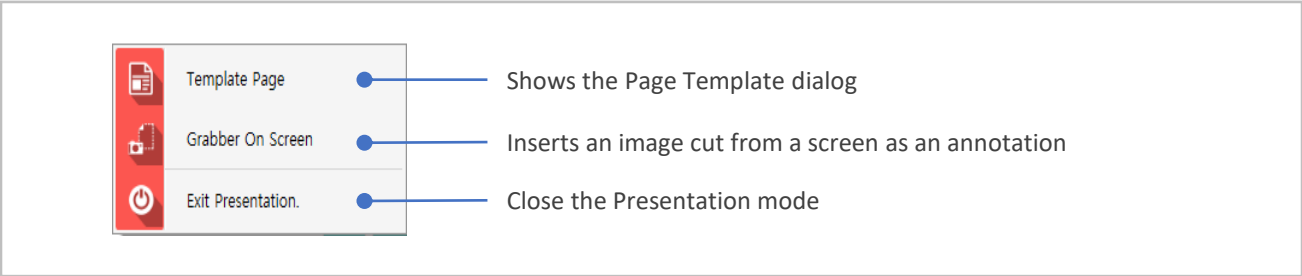 Template Page Shows the Page Template dialog
Grabber On Screen Inserts an image cut from a screen as an annotation
Exit Presentation. Close the Presentation mode